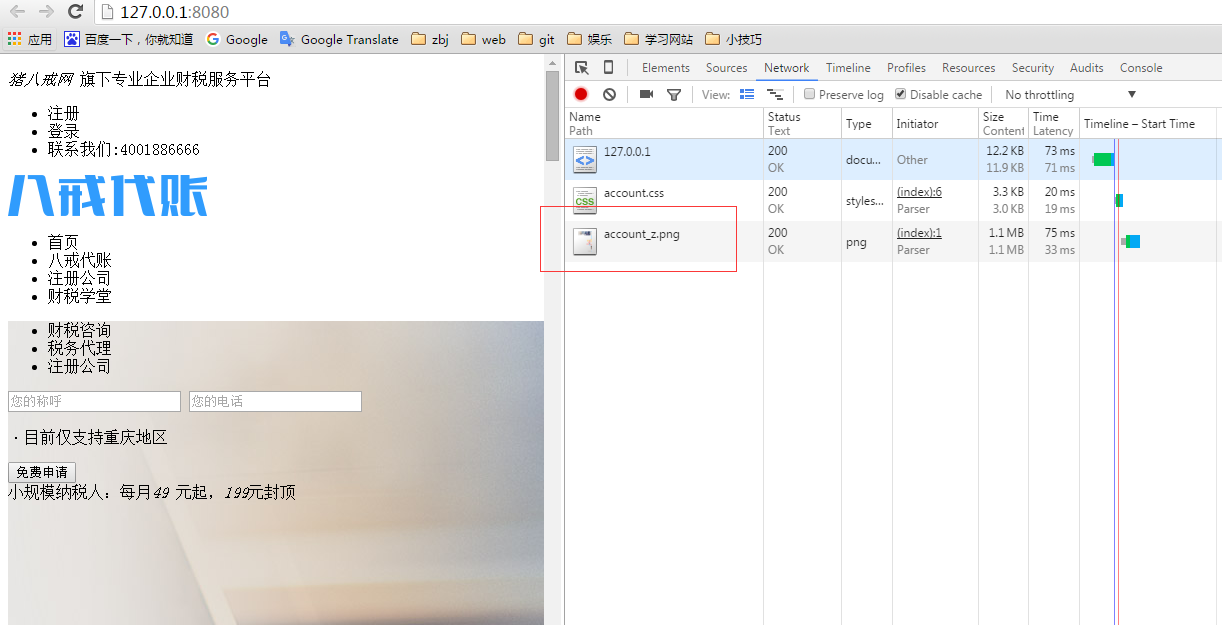 127.0.0.1:8080
应用 百度一下，你就知道 Google Google Translate zbj web git 娱乐 学习网站 小技巧
猪八戒网 旗下专业企业财税服务平台
注册
登录
联系我们:4001886666
八戒代账
首页
八戒代账
注册公司
财税学堂
财税咨询
税务代理
注册公司
您的称呼 您的电话
·目前仅支持重庆地区
免费申请
小规模纳税人：每月49 元起，199元封顶
Elements Sources Network Timeline Profiles Resources Security Audits Console
View: Preserve log Disable cache No throttling
Name Status Type Initiator Size Time Timeline – Start Time
Path Text Content Latency
127.0.0.1 200 docu... Other 12.2 KB 73 ms
OK 11.9 KB 71 ms
account.css 200 styles... (index):6 3.3 KB 20 ms
CSS OK Parser 3.0 KB 19 ms
account_z.png 200 png (index):1 1.1 MB 75 ms
OK Parser 1.1 MB 33 ms